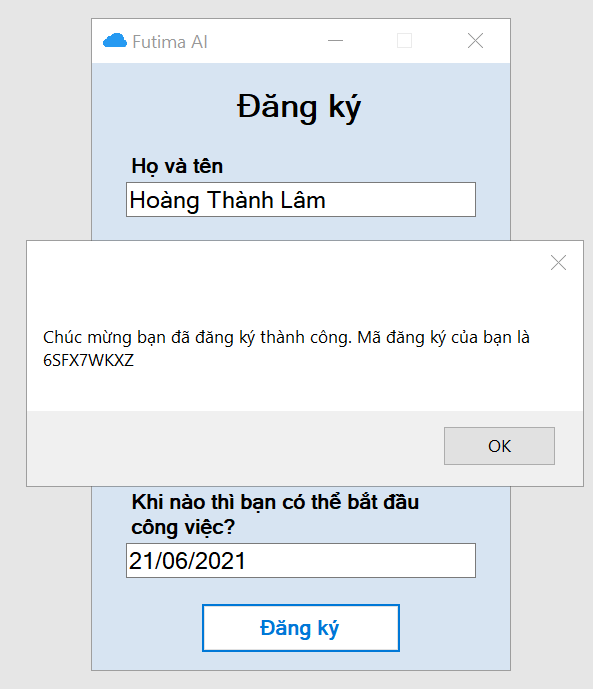 Futima AI
Đăng ký
Họ và tên
Hoàng Thành Lâm
Chúc mừng bạn đã đăng ký thành công. Mã đăng ký của bạn là
6SFX7WKXZ
OK
Khi nào thì bạn có thể bắt đầu
công việc?
21/06/2021
Đăng ký